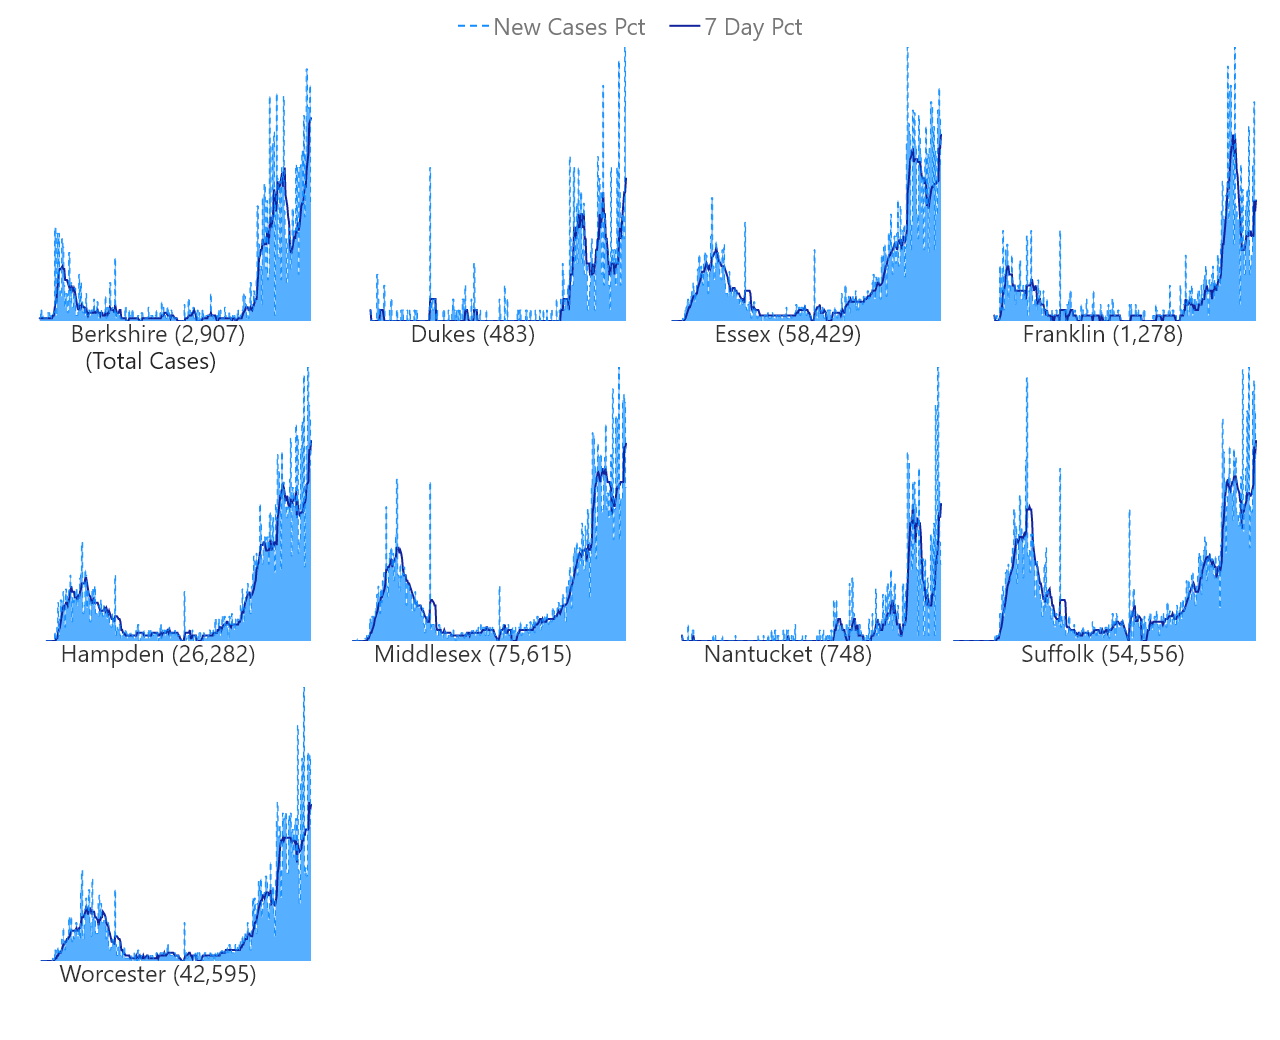 New Cases Pct 7 Day Pct
Berkshire (2,907)
(Total Cases)
Dukes (483)
Essex (58,429)
Franklin (1,278)
Hampden (26,282)
Middlesex (75,615)
Nantucket (748)
Suffolk (54,556)
Worcester (42,595)